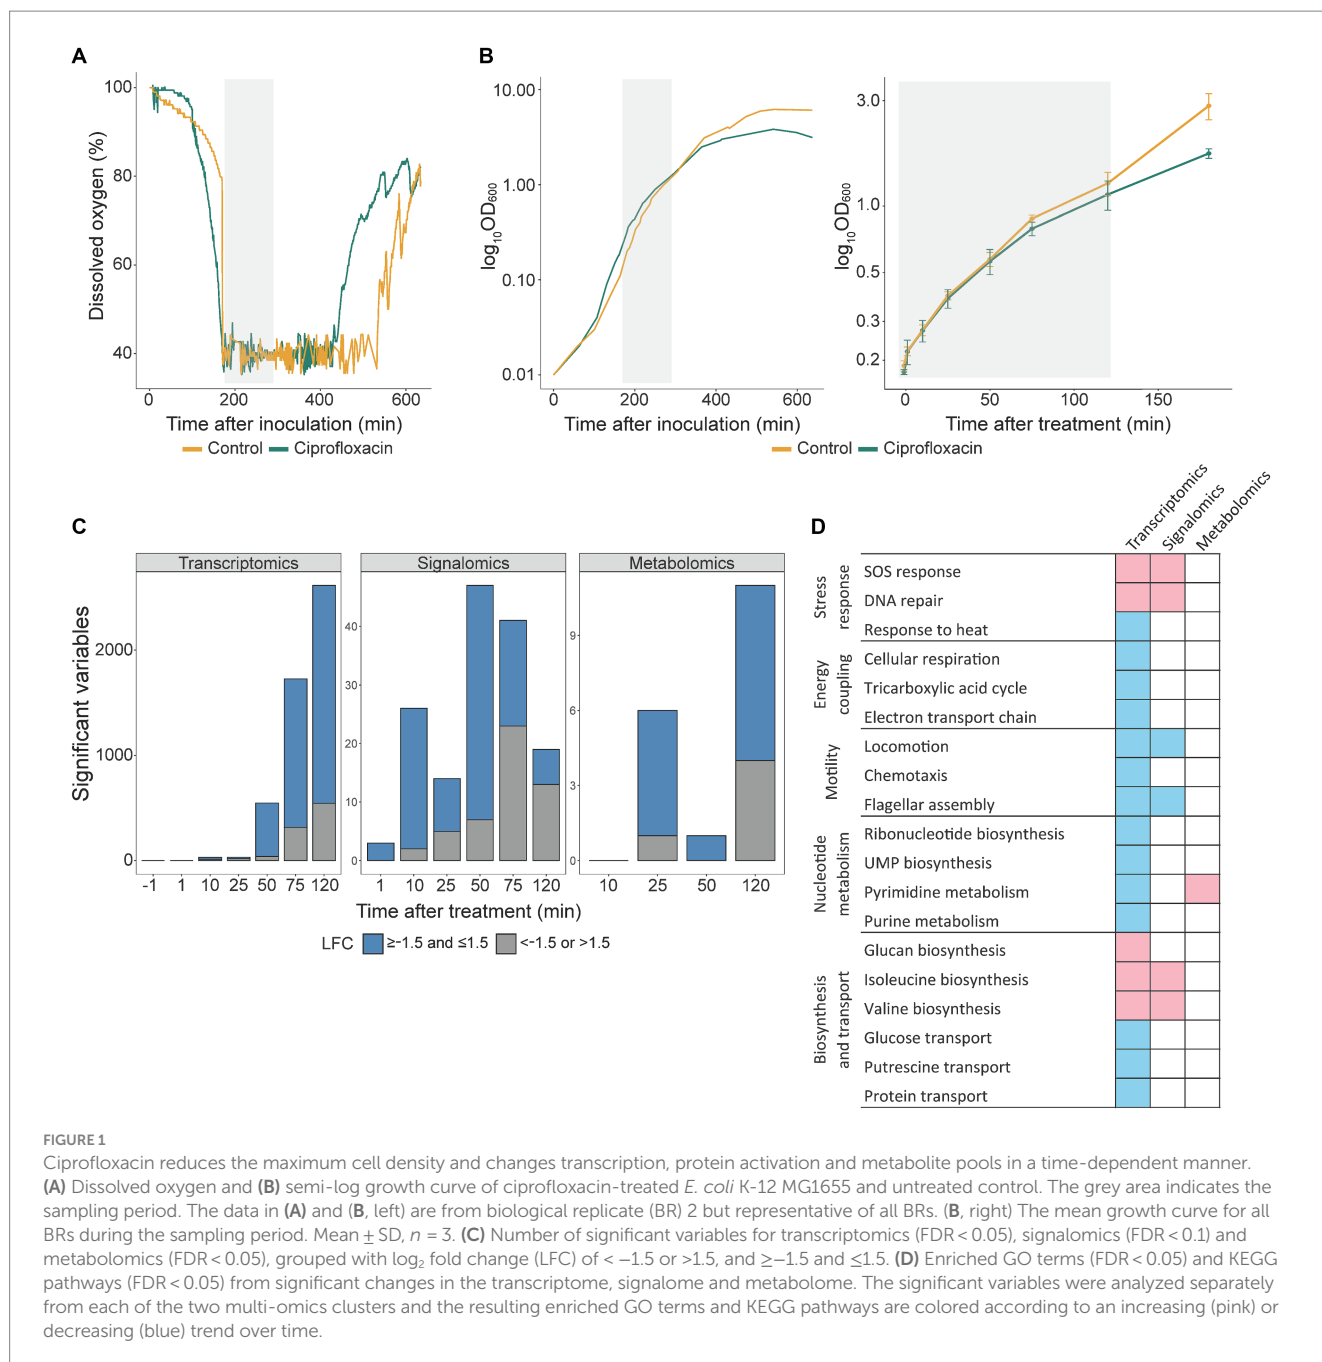 A
B
100
80
60
40
Dissolved oxygen (%)
0
200
400
600
Time after inoculation (min)
Control
Ciprofloxacin
10.00
1.00
0.10
0.01
log10OD600
0
200
400
600
Time after inoculation (min)
3.0
1.0
0.5
0.3
0.2
log10OD600
0
50
100
150
Time after treatment (min)
Control
Ciprofloxacin
C
Transcriptomics
Signalomics
Metabolomics
Significant variables
2000
1000
0
-1
1
10
25
50
75
120
40
30
20
10
0
1
10
25
50
75
120
9
6
3
0
10
25
50
120
Time after treatment (min)
LFC
≥-1.5 and ≤1.5
<-1.5 or >1.5
D
Transcriptomics
Signalomics
Metabolomics
Stress
response
SOS response
DNA repair
Response to heat
Energy
coupling
Cellular respiration
Tricarboxylic acid cycle
Electron transport chain
Motility
Locomotion
Chemotaxis
Flagellar assembly
Nucleotide
metabolism
Ribonucleotide biosynthesis
UMP biosynthesis
Pyrimidine metabolism
Purine metabolism
Biosynthesis
and transport
Glucan biosynthesis
Isoleucine biosynthesis
Valine biosynthesis
Glucose transport
Putrescine transport
Protein transport
FIGURE 1
Ciprofloxacin reduces the maximum cell density and changes transcription, protein activation and metabolite pools in a time-dependent manner.
(A) Dissolved oxygen and (B) semi-log growth curve of ciprofloxacin-treated E. coli K-12 MG1655 and untreated control. The grey area indicates the
sampling period. The data in (A) and (B, left) are from biological replicate (BR) 2 but representative of all BRs. (B, right) The mean growth curve for all
BRs during the sampling period. Mean ± SD, n = 3. (C) Number of significant variables for transcriptomics (FDR < 0.05), signalomics (FDR < 0.1) and
metabolomics (FDR < 0.05), grouped with log2 fold change (LFC) of < −1.5 or >1.5, and ≥−1.5 and ≤1.5. (D) Enriched GO terms (FDR < 0.05) and KEGG
pathways (FDR < 0.05) from significant changes in the transcriptome, signalome and metabolome. The significant variables were analyzed separately
from each of the two multi-omics clusters and the resulting enriched GO terms and KEGG pathways are colored according to an increasing (pink) or
decreasing (blue) trend over time.